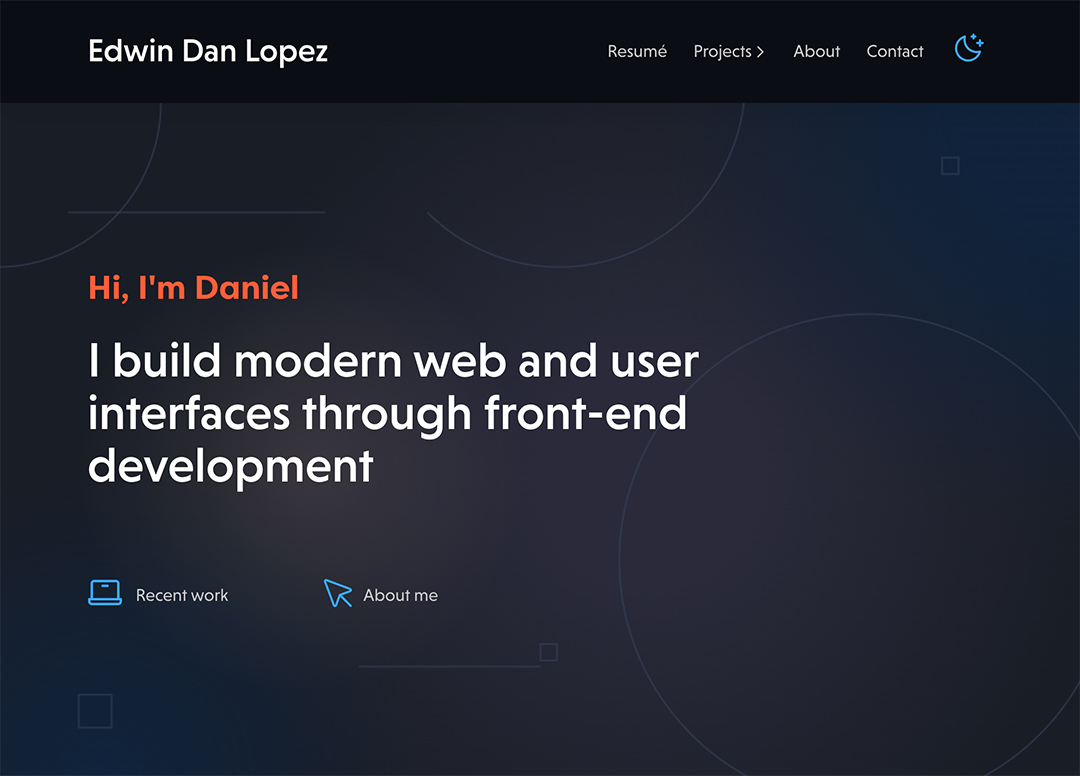 Edwin Dan Lopez
Resumé Projects About Contact
Hi, I'm Daniel
I build modern web and user
interfaces through front-end
development
Recent work About me